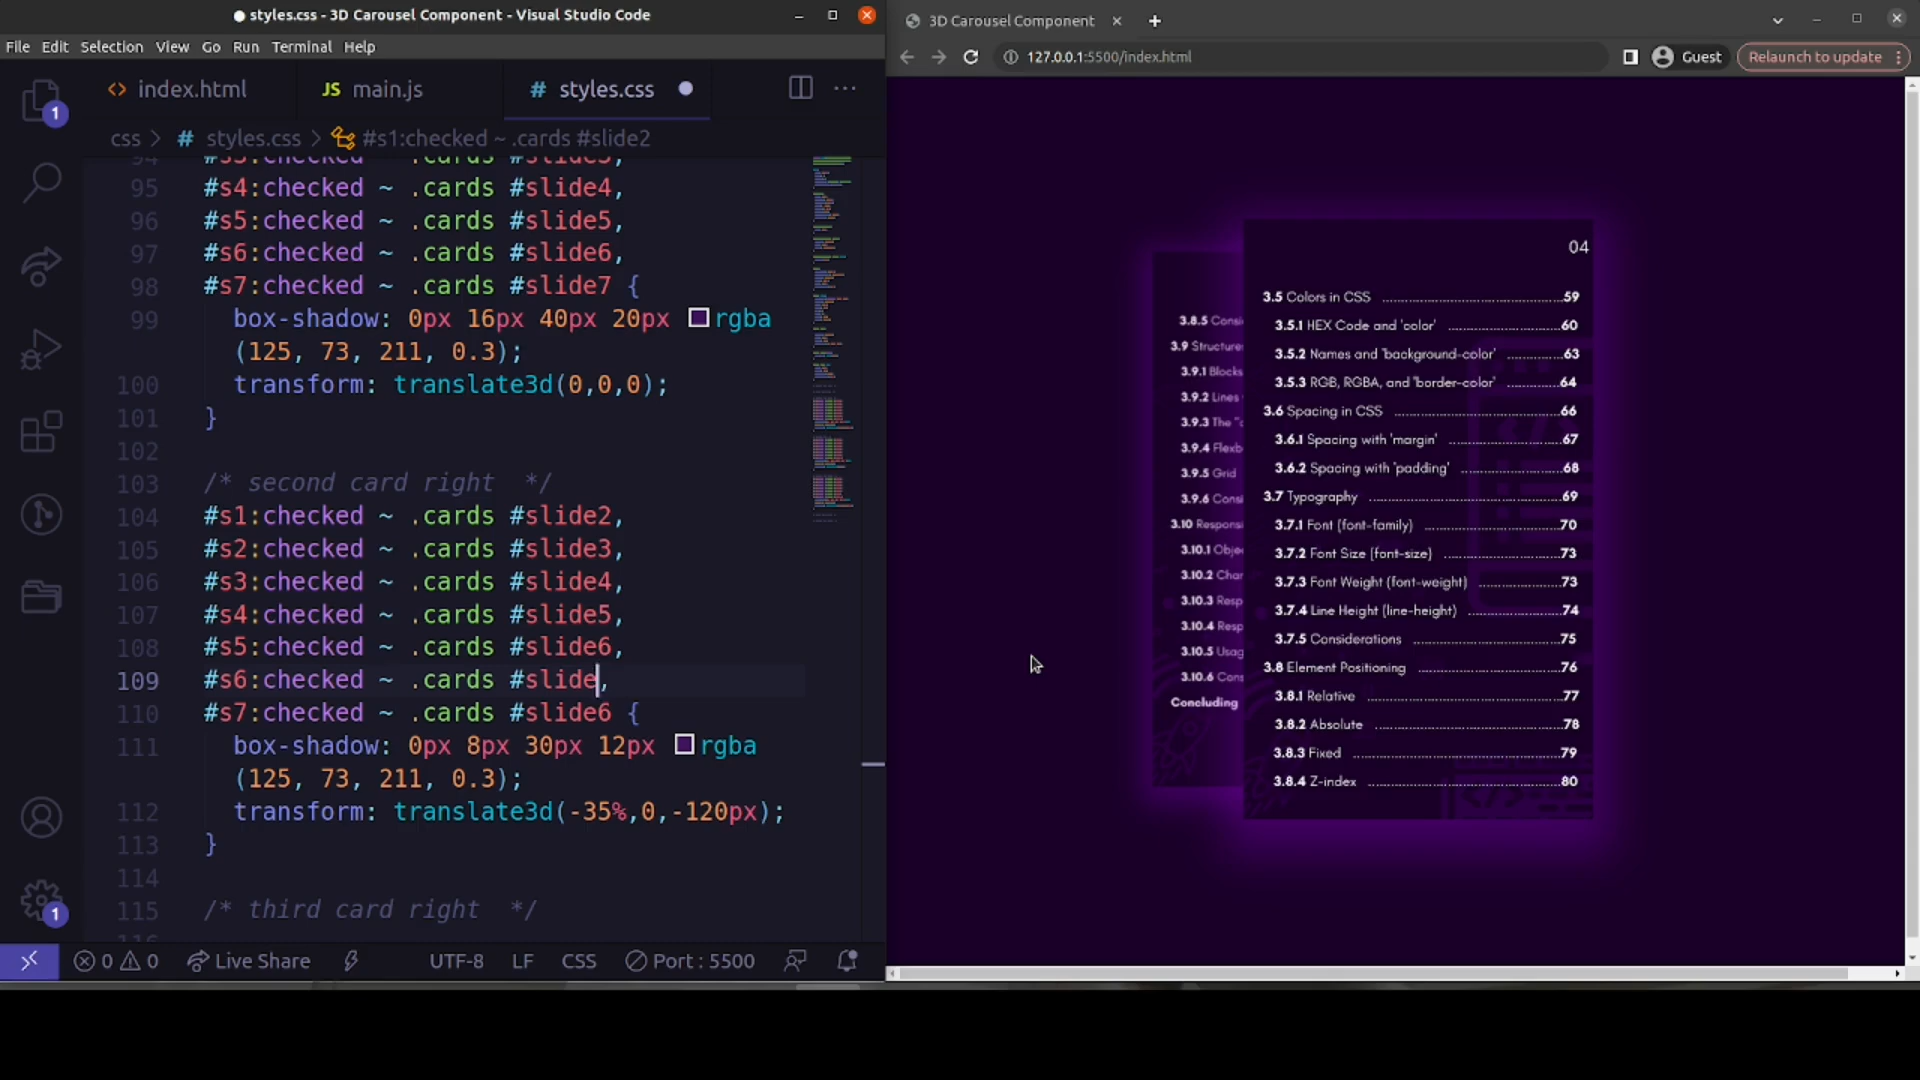 styles.css - 3D Carousel Component - Visual Studio Code
File Edit Selection View Go Run Terminal Help
index.html
JS main.js
# styles.css
css > # styles.css > #s1:checked ~ .cards #slide2
95 #s4:checked ~ .cards #slide4,
96 #s5:checked ~ .cards #slide5,
97 #s6:checked ~ .cards #slide6,
98 #s7:checked ~ .cards #slide7 {
99 box-shadow: 0px 16px 40px 20px rgba
(125, 73, 211, 0.3);
100 transform: translate3d(0,0,0);
101 }
102
103 /* second card right */
104 #s1:checked ~ .cards #slide2,
105 #s2:checked ~ .cards #slide3,
106 #s3:checked ~ .cards #slide4,
107 #s4:checked ~ .cards #slide5,
108 #s5:checked ~ .cards #slide6,
109 #s6:checked ~ .cards #slide,
110 #s7:checked ~ .cards #slide6 {
111 box-shadow: 0px 8px 30px 12px rgba
(125, 73, 211, 0.3);
112 transform: translate3d(-35%,0,-120px);
113 }
114
115 /* third card right */
1
1
0 0 Live Share UTF-8 LF CSS Port : 5500
3D Carousel Component
127.0.0.1:5500/index.html
Guest
Relaunch to update
3.8.5
3.9
3.9.1 Blocks
3.9.2 Lines
3.9.3 The
3.9.4
3.9.5 Grid
3.9.6
3.10
3.10.1
3.10.2
3.10.3
3.10.4
3.10.5
3.10.6
Concluding
04
3.5 Colors in CSS 59
3.5.1 HEX Code and 'color' 60
3.5.2 Names and 'background-color' 63
3.5.3 RGB, RGBA, and 'border-color' 64
3.6 Spacing in CSS 66
3.6.1 Spacing with 'margin' 67
3.6.2 Spacing with 'padding' 68
3.7 Typography 69
3.7.1 Font (font-family) 70
3.7.2 Font Size (font-size) 73
3.7.3 Font Weight (font-weight) 73
3.7.4 Line Height (line-height) 74
3.7.5 Considerations 75
3.8 Element Positioning 76
3.8.1 Relative 77
3.8.2 Absolute 78
3.8.3 Fixed 79
3.8.4 Z-index 80